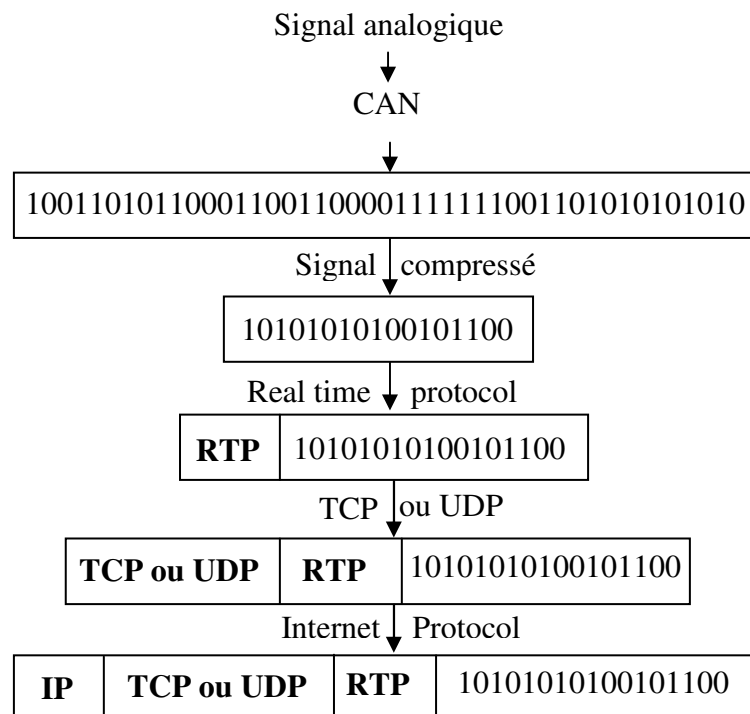 Signal analogique
CAN
1001101011000110011000011111110011010101010​10
Signal compressé
10101010100101100
Real time protocol
RTP 10101010100101100
TCP ou UDP
TCP ou UDP RTP 10101010100101100
Internet Protocol
IP TCP ou UDP RTP 10101010100101100